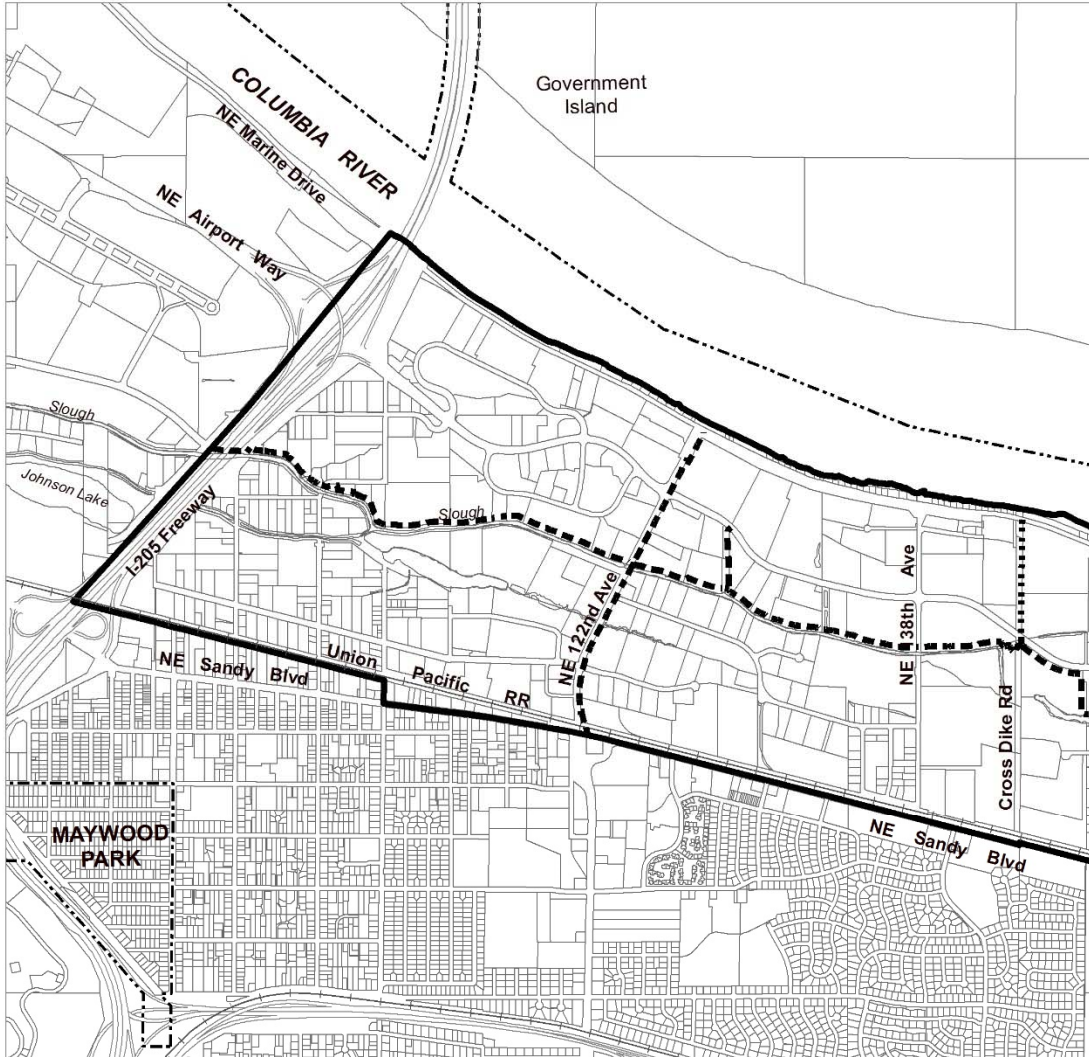 Government
Island
COLUMBIA RIVER
NE Marine Drive
NE Airport Way
Slough
Johnson Lake
I-205 Freeway
Slough
NE 122nd Ave
NE 138th Ave
Cross Dike Rd
Union Pacific RR
NE Sandy Blvd
MAYWOOD
PARK
NE Sandy Blvd